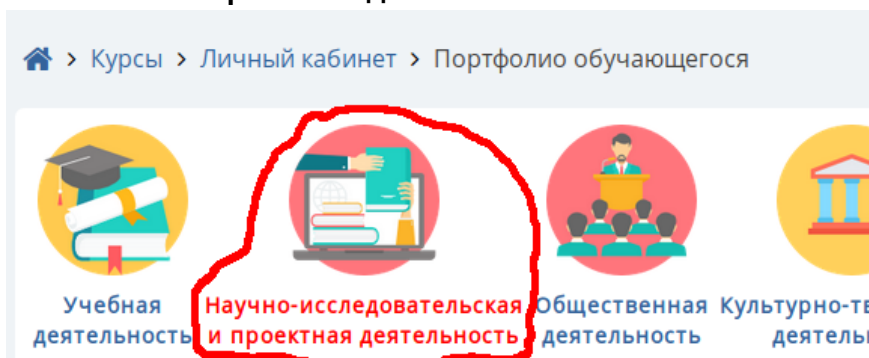 Курсы > Личный кабинет > Портфолио обучающегося
Учебная деятельность
Научно-исследовательская и проектная деятельность
Общественная деятельность